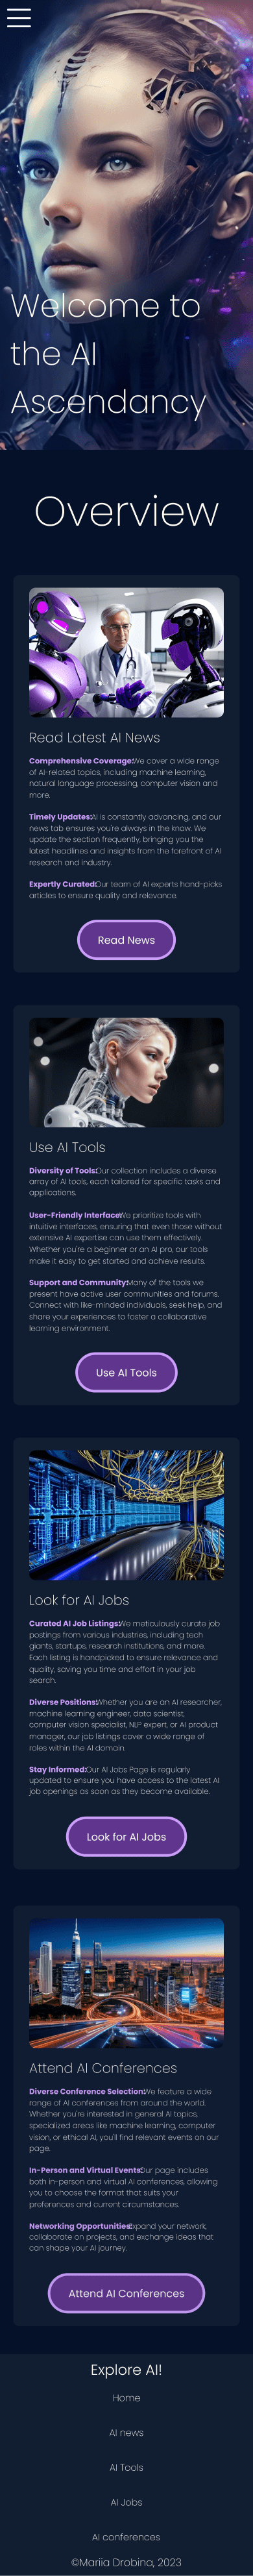 Welcome to
the AI
Ascendancy
Overview
Read Latest AI News
Comprehensive Coverage:We cover a wide range
of AI-related topics, including machine learning,
natural language processing, computer vision and
more.
Timely Updates:AI is constantly advancing, and our
news tab ensures you're always in the know. We
update the section frequently, bringing you the
latest headlines and insights from the forefront of AI
research and industry.
Expertly Curated:Our team of AI experts hand-picks
articles to ensure quality and relevance.
Read News
Use AI Tools
Diversity of Tools:Our collection includes a diverse
array of AI tools, each tailored for specific tasks and
applications.
User-Friendly Interface:We prioritize tools with
intuitive interfaces, ensuring that even those without
extensive AI expertise can use them effectively.
Whether you're a beginner or an AI pro, our tools
make it easy to get started and achieve results.
Support and Community:Many of the tools we
present have active user communities and forums.
Connect with like-minded individuals, seek help, and
share your experiences to foster a collaborative
learning environment.
Use AI Tools
Look for AI Jobs
Curated AI Job Listings:We meticulously curate job
postings from various industries, including tech
giants, startups, research institutions, and more.
Each listing is handpicked to ensure relevance and
quality, saving you time and effort in your job
search.
Diverse Positions:Whether you are an AI researcher,
machine learning engineer, data scientist,
computer vision specialist, NLP expert, or AI product
manager, our job listings cover a wide range of
roles within the AI domain.
Stay Informed:Our AI Jobs Page is regularly
updated to ensure you have access to the latest AI
job openings as soon as they become available.
Look for AI Jobs
Attend AI Conferences
Diverse Conference Selection:We feature a wide
range of AI conferences from around the world.
Whether you're interested in general AI topics,
specialized areas like machine learning, computer
vision, or ethical AI, you'll find relevant events on our
page.
In-Person and Virtual Events:Our page includes
both in-person and virtual AI conferences, allowing
you to choose the format that suits your
preferences and current circumstances.
Networking Opportunities:Expand your network,
collaborate on projects, and exchange ideas that
can shape your AI journey.
Attend AI Conferences
Explore AI!
Home
AI news
AI Tools
AI Jobs
AI conferences
©Mariia Drobina, 2023